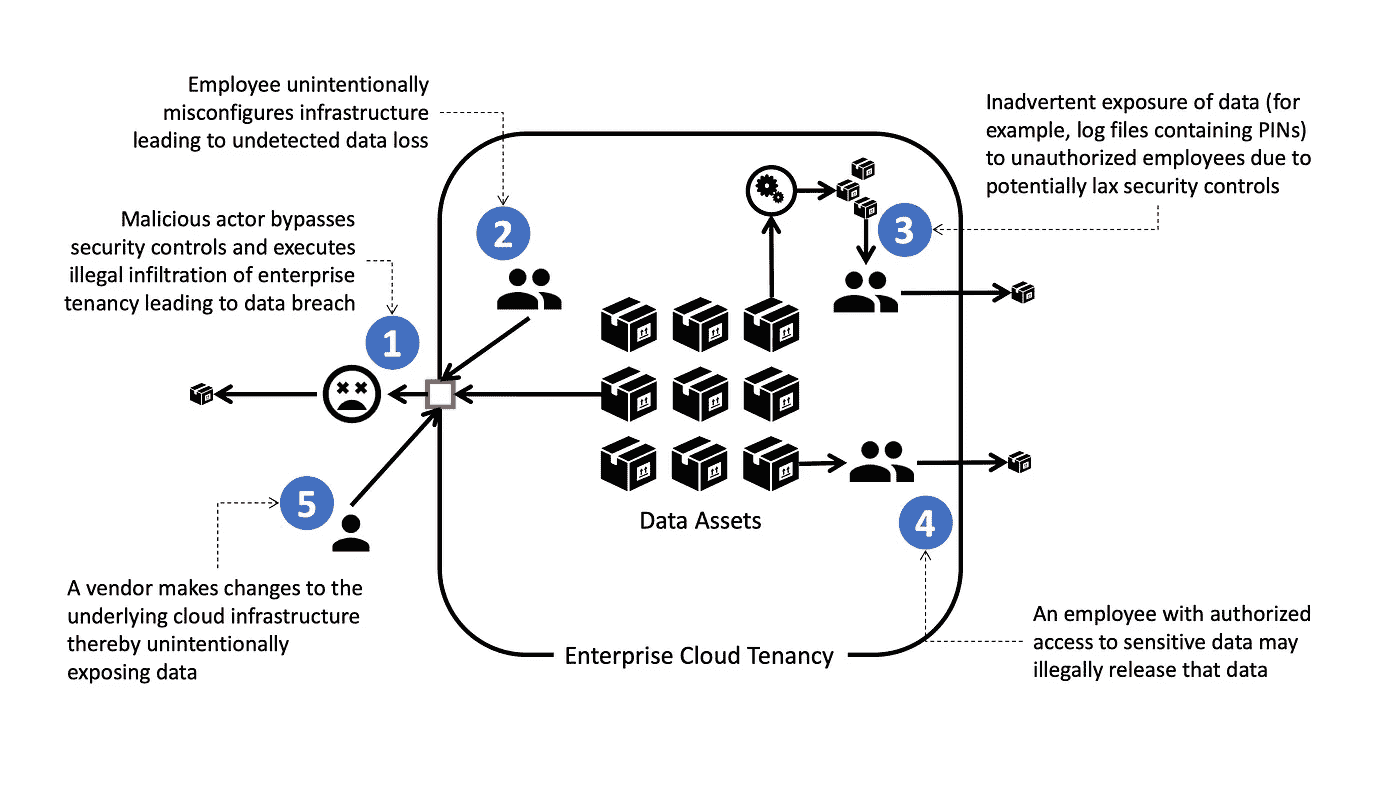 Employee unintentionally
misconfigures infrastructure
leading to undetected data loss
Inadvertent exposure of data (for
example, log files containing PINs)
to unauthorized employees due to
potentially lax security controls
Malicious actor bypasses
security controls and executes
illegal infiltration of enterprise
tenancy leading to data breach
2
3
1
5
4
Data Assets
A vendor makes changes to the
underlying cloud infrastructure
thereby unintentionally
exposing data
An employee with authorized
access to sensitive data may
illegally release that data
Enterprise Cloud Tenancy